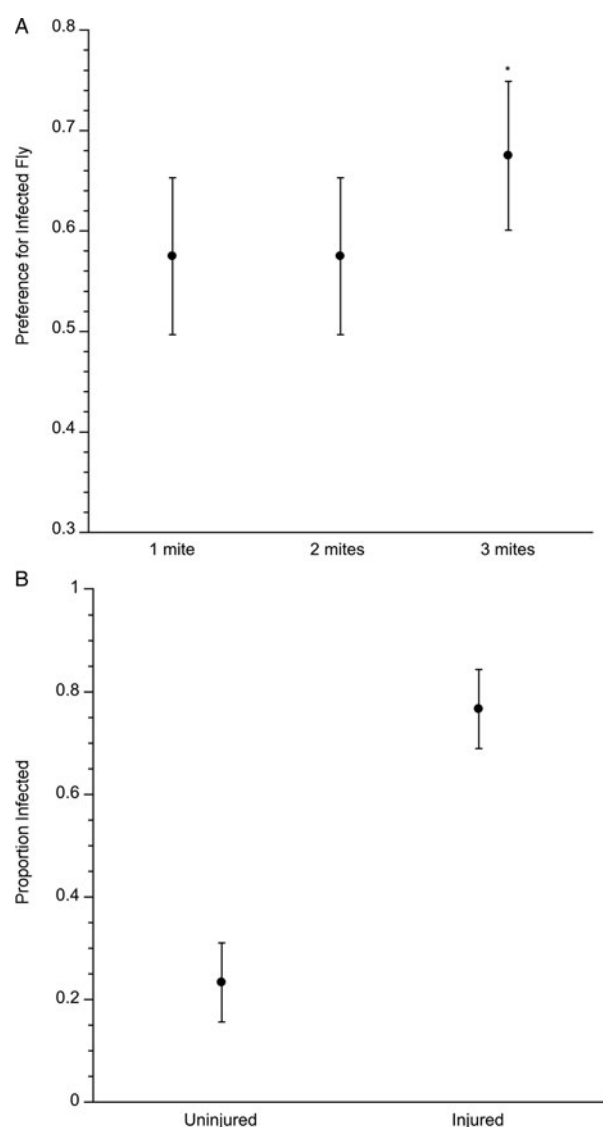 A
0.8
0.7
0.6
0.5
0.4
0.3
Preference for Infected Fly
*
1 mite 2 mites 3 mites
B
1
0.8
0.6
0.4
0.2
0
Proportion Infected
Uninjured Injured